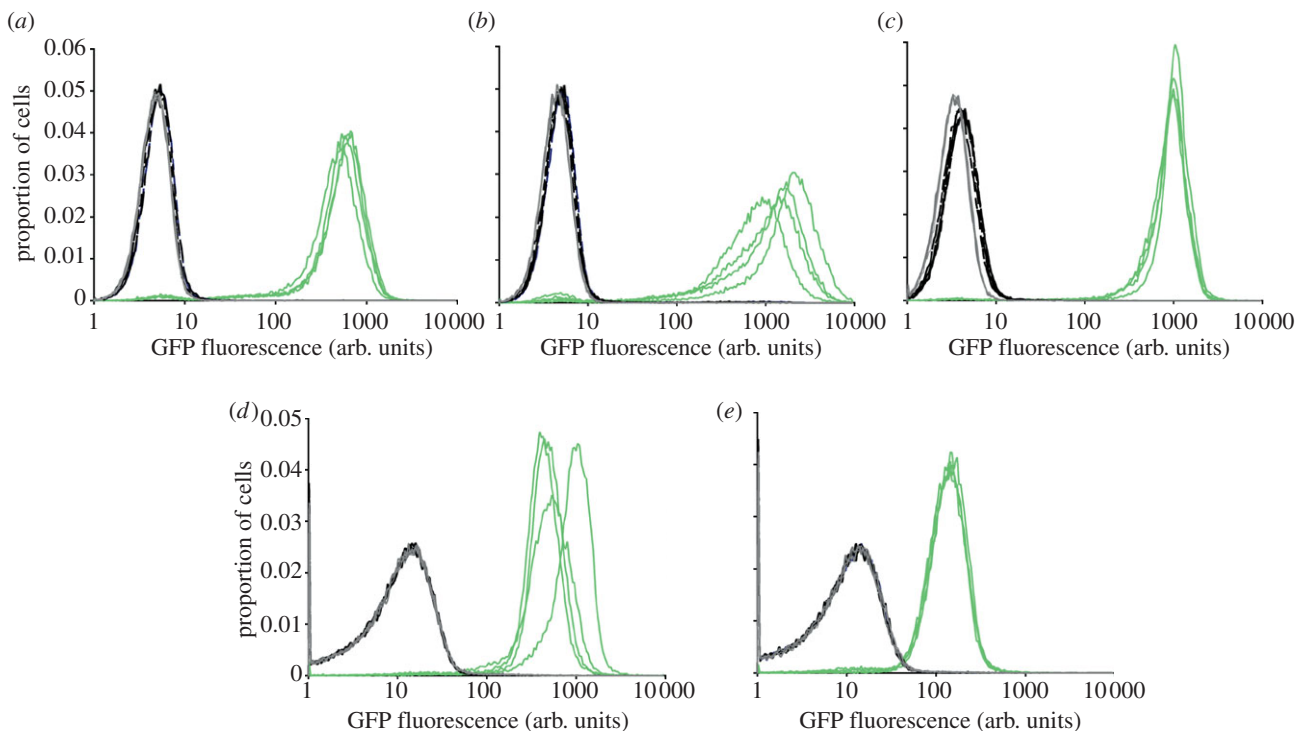 (a) (b) (c)
0.06
0.05
0.04
0.03
0.02
0.01
0
proportion of cells
1 10 100 1000 10000 1 10 100 1000 10000 1 10 100 1000 10000
GFP fluorescence (arb. units) GFP fluorescence (arb. units) GFP fluorescence (arb. units)
(d) (e)
0.05
0.04
0.03
0.02
0.01
0
proportion of cells
1 10 100 1000 10000 1 10 100 1000 10000
GFP fluorescence (arb. units) GFP fluorescence (arb. units)